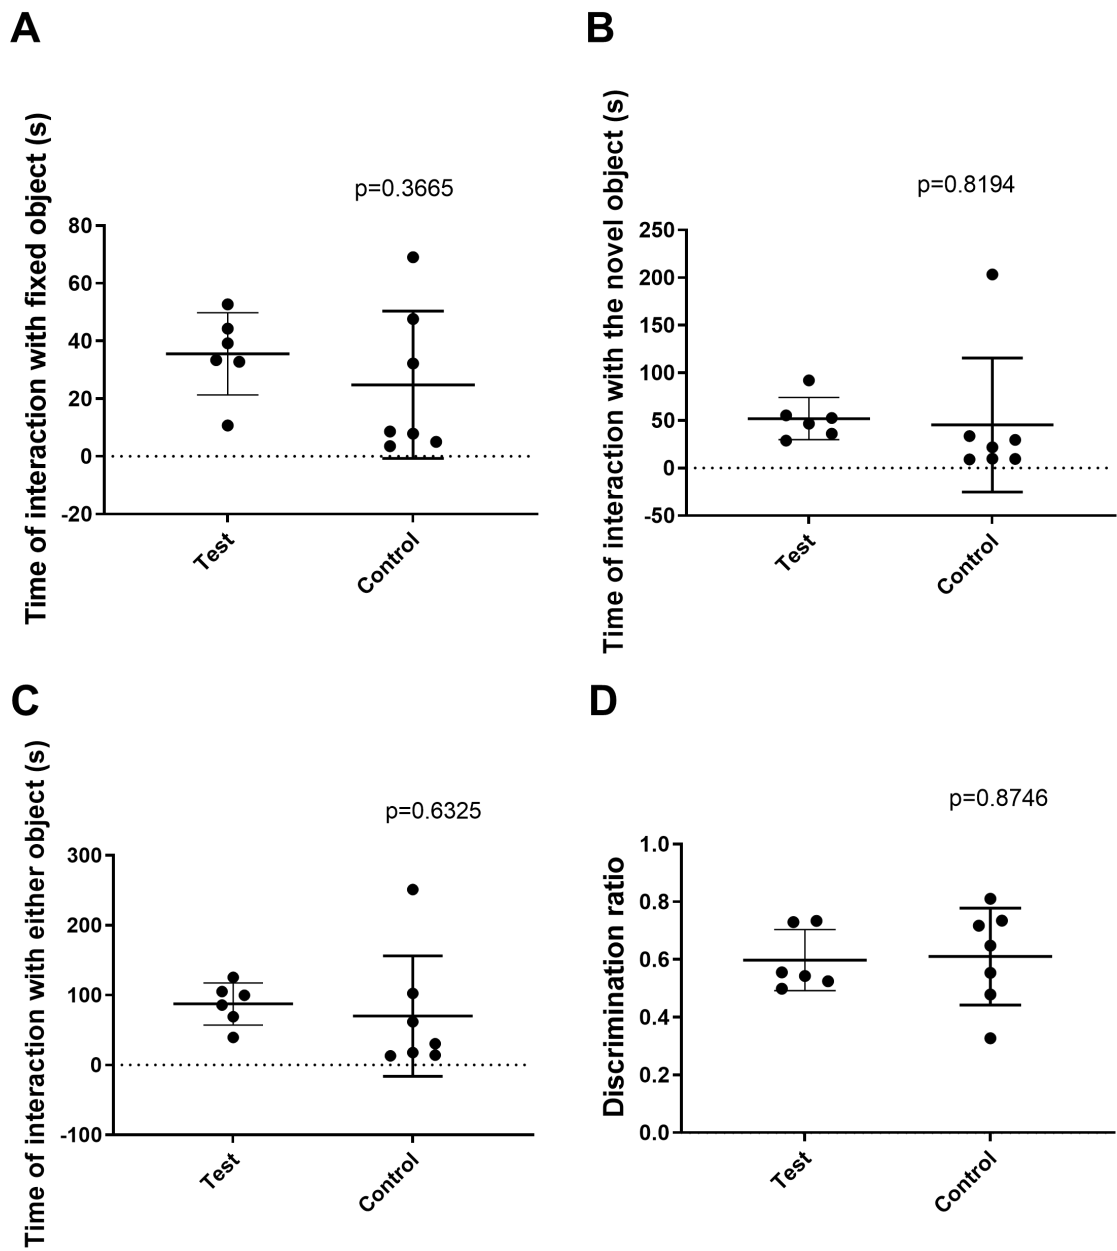 A
Time of interaction with fixed object (s)
p=0.3665
80
60
40
20
0
-20
Test
Control
B
Time of interaction with the novel object (s)
p=0.8194
250
200
150
100
50
0
-50
Test
Control
C
Time of interaction with either object (s)
p=0.6325
300
200
100
0
-100
Test
Control
D
Discrimination ratio
p=0.8746
1.0
0.8
0.6
0.4
0.2
0.0
Test
Control